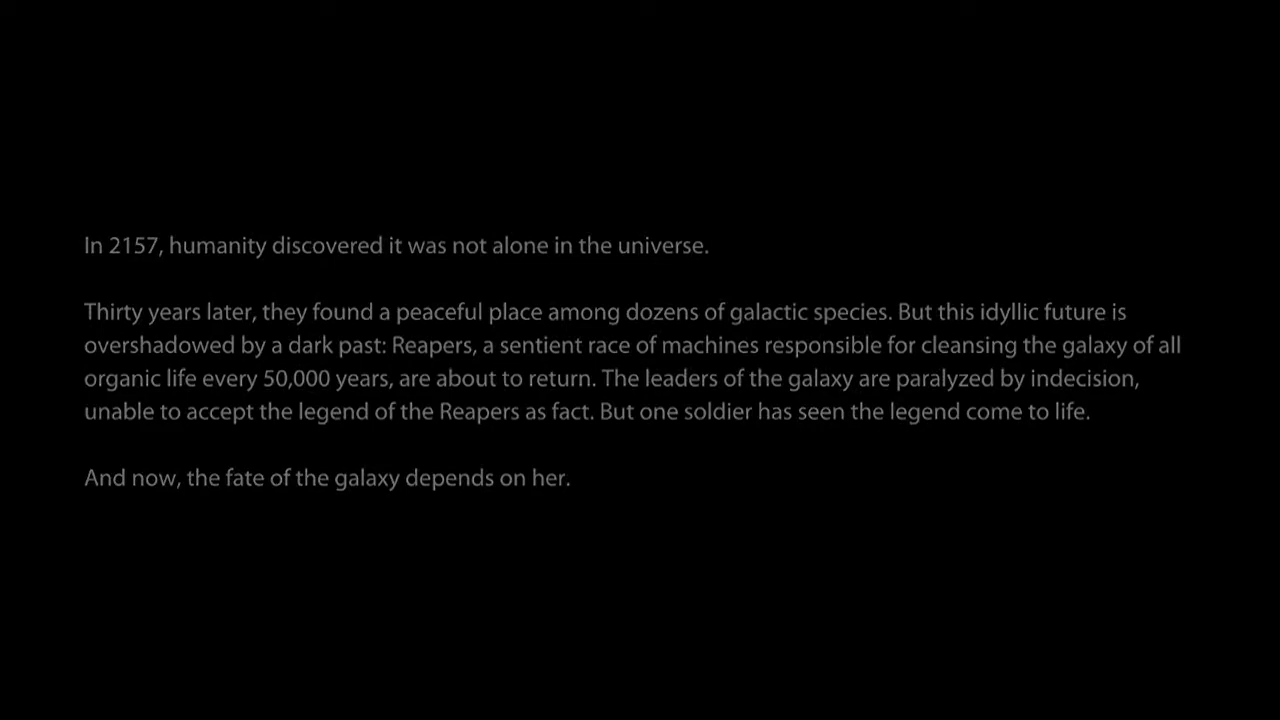 In 2157, humanity discovered it was not alone in the universe.
Thirty years later, they found a peaceful place among dozens of galactic species. But this idyllic future is
overshadowed by a dark past: Reapers, a sentient race of machines responsible for cleansing the galaxy of all
organic life every 50,000 years, are about to return. The leaders of the galaxy are paralyzed by indecision,
unable to accept the legend of the Reapers as fact. But one soldier has seen the legend come to life.
And now, the fate of the galaxy depends on her.